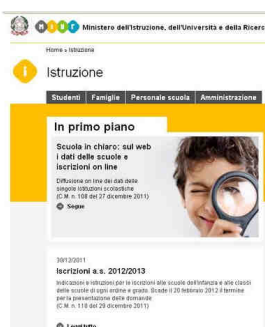 MIUR Ministero dell'Istruzione, dell'Università e della Ricerc
Home » Istruzione
Istruzione
Studenti Famiglie Personale scuola Amministrazione
In primo piano
Scuola in chiaro: sul web
i dati delle scuole e
iscrizioni on line
Diffusione on line dei dati delle
singole istituzioni scolastiche
(C.M. n. 108 del 27 dicembre 2011)
Segue
30/12/2011
Iscrizioni a.s. 2012/2013
Indicazioni e istruzioni per le iscrizioni alle scuole dell'infanzia e alle classi
delle scuole di ogni ordine e grado. Scade il 20 febbraio 2012 il termine
per la presentazione delle domande
(C.M. n. 110 del 29 dicembre 2011)
Leggi tutto